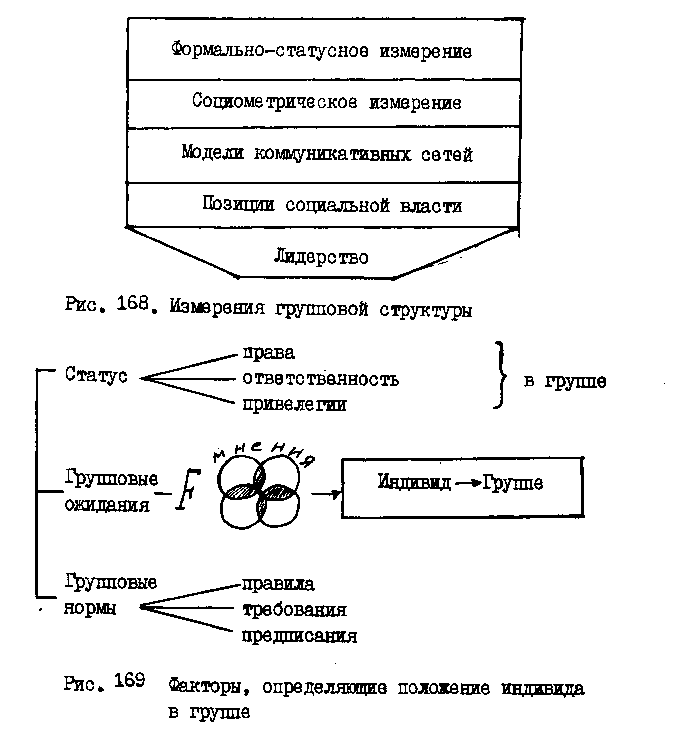 Формально-статусное измерение
Социометрическое измерение
Модели коммуникативных сетей
Позиции социальной власти
Лидерство
Рис. 168. Измерения групповой структуры
Статус
права
ответственность
привелегии
в группе
Групповые
ожидания
F
мнения
Индивид → Группе
Групповые
нормы
правила
требования
предписания
Рис. 169 Факторы, определяющие положение индивида
в группе